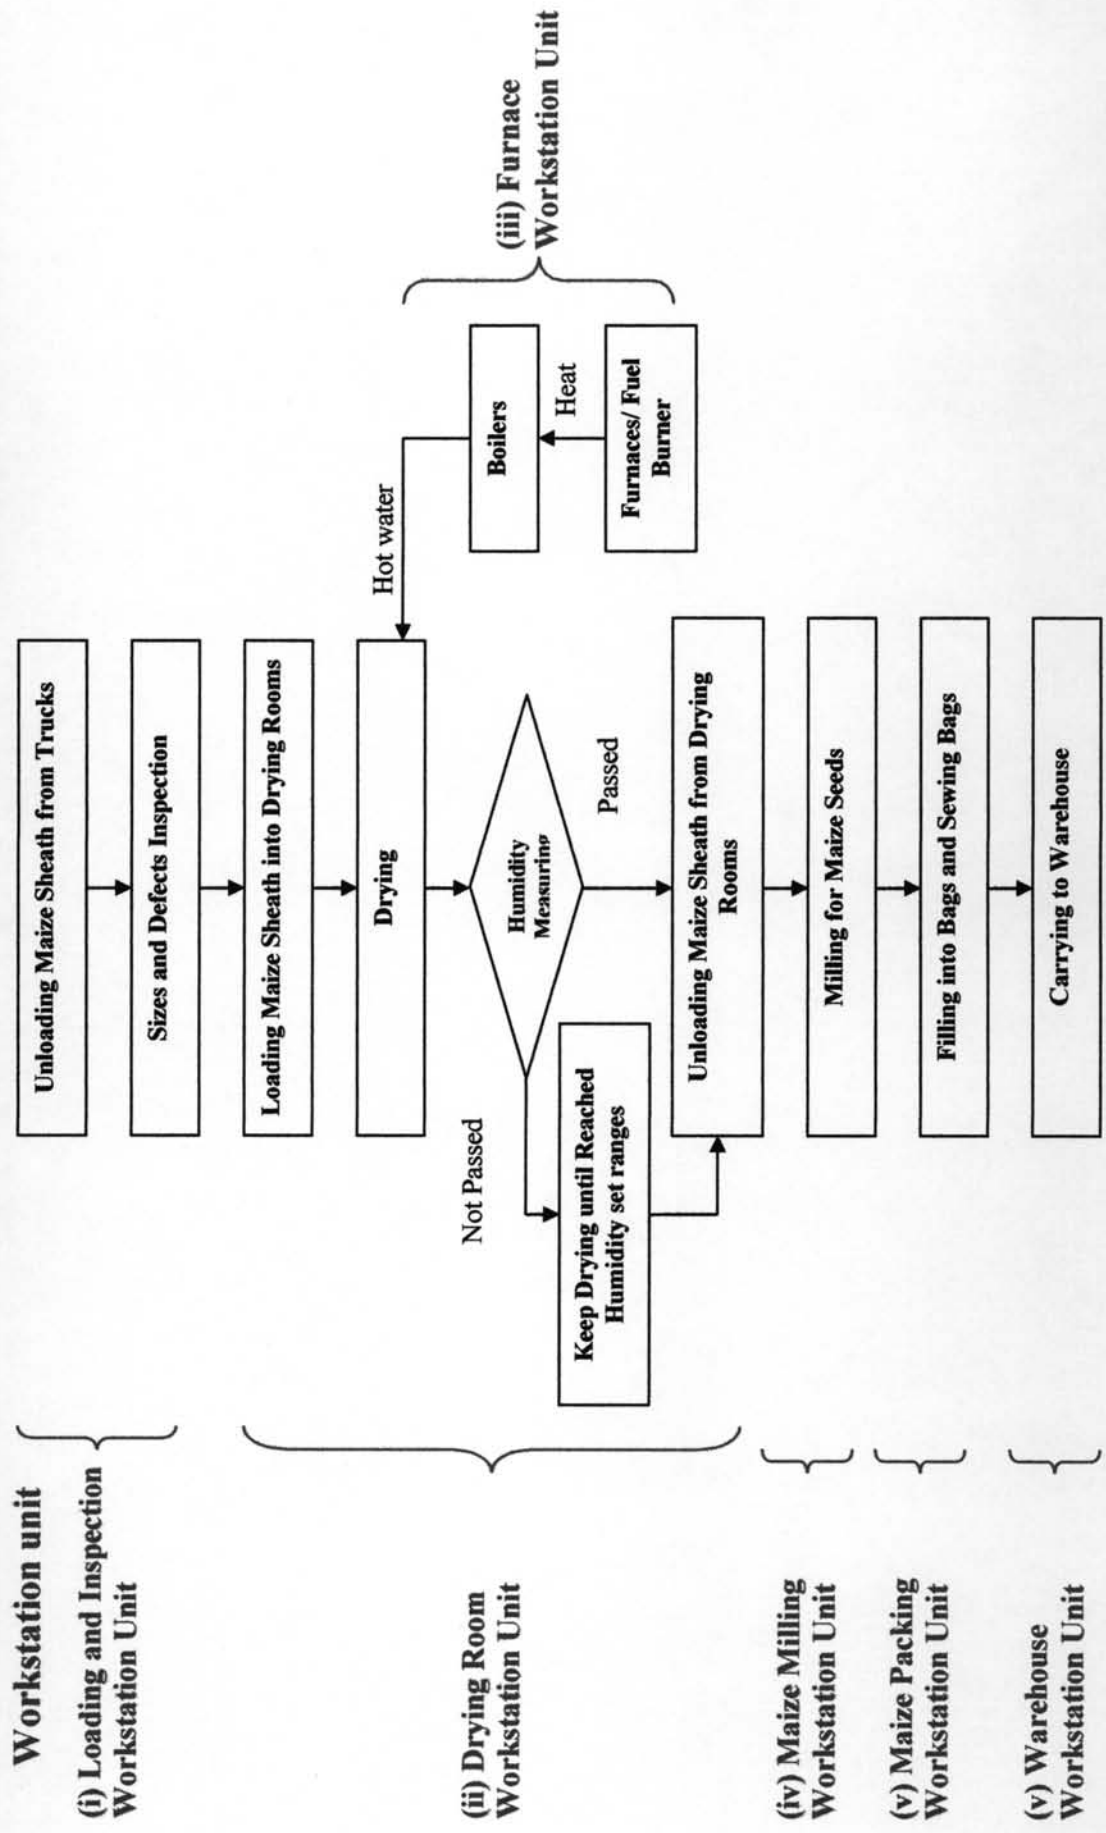 Workstation unit
(i) Loading and Inspection
Workstation Unit
Unloading Maize Sheath from Trucks
Sizes and Defects Inspection
(ii) Drying Room
Workstation Unit
Loading Maize Sheath into Drying Rooms
Drying
Hot water
Humidity
Measuring
Not Passed
Passed
Keep Drying until Reached
Humidity set ranges
Unloading Maize Sheath from Drying
Rooms
(iii) Furnace
Workstation Unit
Boilers
Heat
Furnaces/ Fuel
Burner
(iv) Maize Milling
Workstation Unit
Milling for Maize Seeds
(v) Maize Packing
Workstation Unit
Filling into Bags and Sewing Bags
(v) Warehouse
Workstation Unit
Carrying to Warehouse